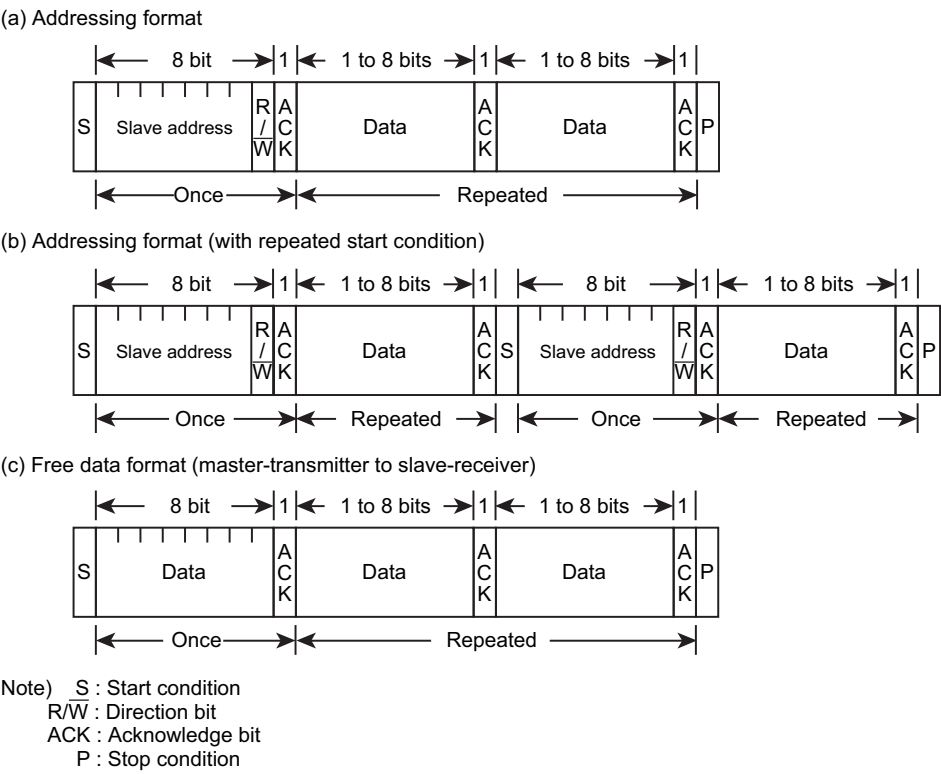 (a) Addressing format
8 bit 1 1 to 8 bits 1 1 to 8 bits 1
S Slave address R/W̅ ACK Data ACK Data ACK P
Once Repeated
(b) Addressing format (with repeated start condition)
8 bit 1 1 to 8 bits 1 8 bit 1 1 to 8 bits 1
S Slave address R/W̅ ACK Data ACK S Slave address R/W̅ ACK Data ACK P
Once Repeated Once Repeated
(c) Free data format (master-transmitter to slave-receiver)
8 bit 1 1 to 8 bits 1 1 to 8 bits 1
S Data ACK Data ACK Data ACK P
Once Repeated
Note) S : Start condition
R/W̅ : Direction bit
ACK : Acknowledge bit
P : Stop condition